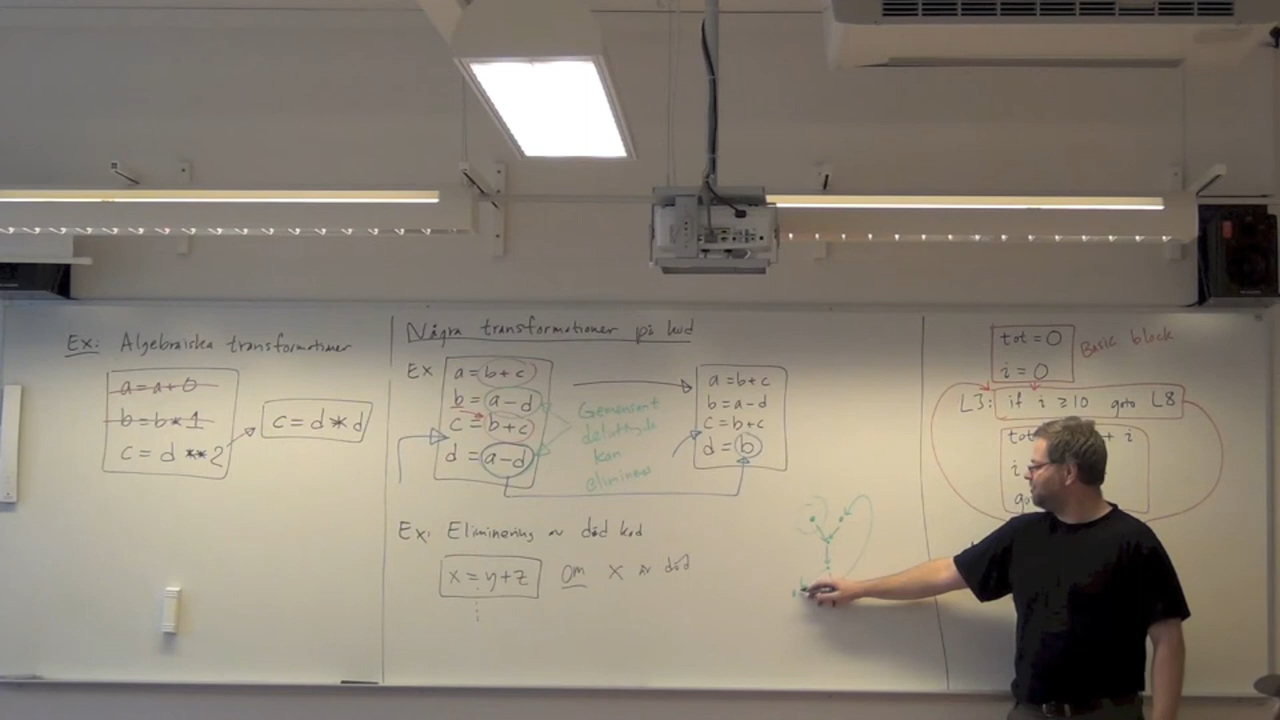 Ex: Algebraiska transformationer
a = a + 0
b = b * 1
c = d ** 2
c = d * d
Några transformationer på kod
Ex
a = b + c
b = a - d
c = b + c
d = a - d
Gemensamt
deluttryck
kan
elimineras
a = b + c
b = a - d
c = b + c
d = b
Ex: Eliminering av död kod
x = y + z
om x är död
tot = 0
i = 0
Basic block
L3: if i ≥ 10 goto L8
tot + i
i
go